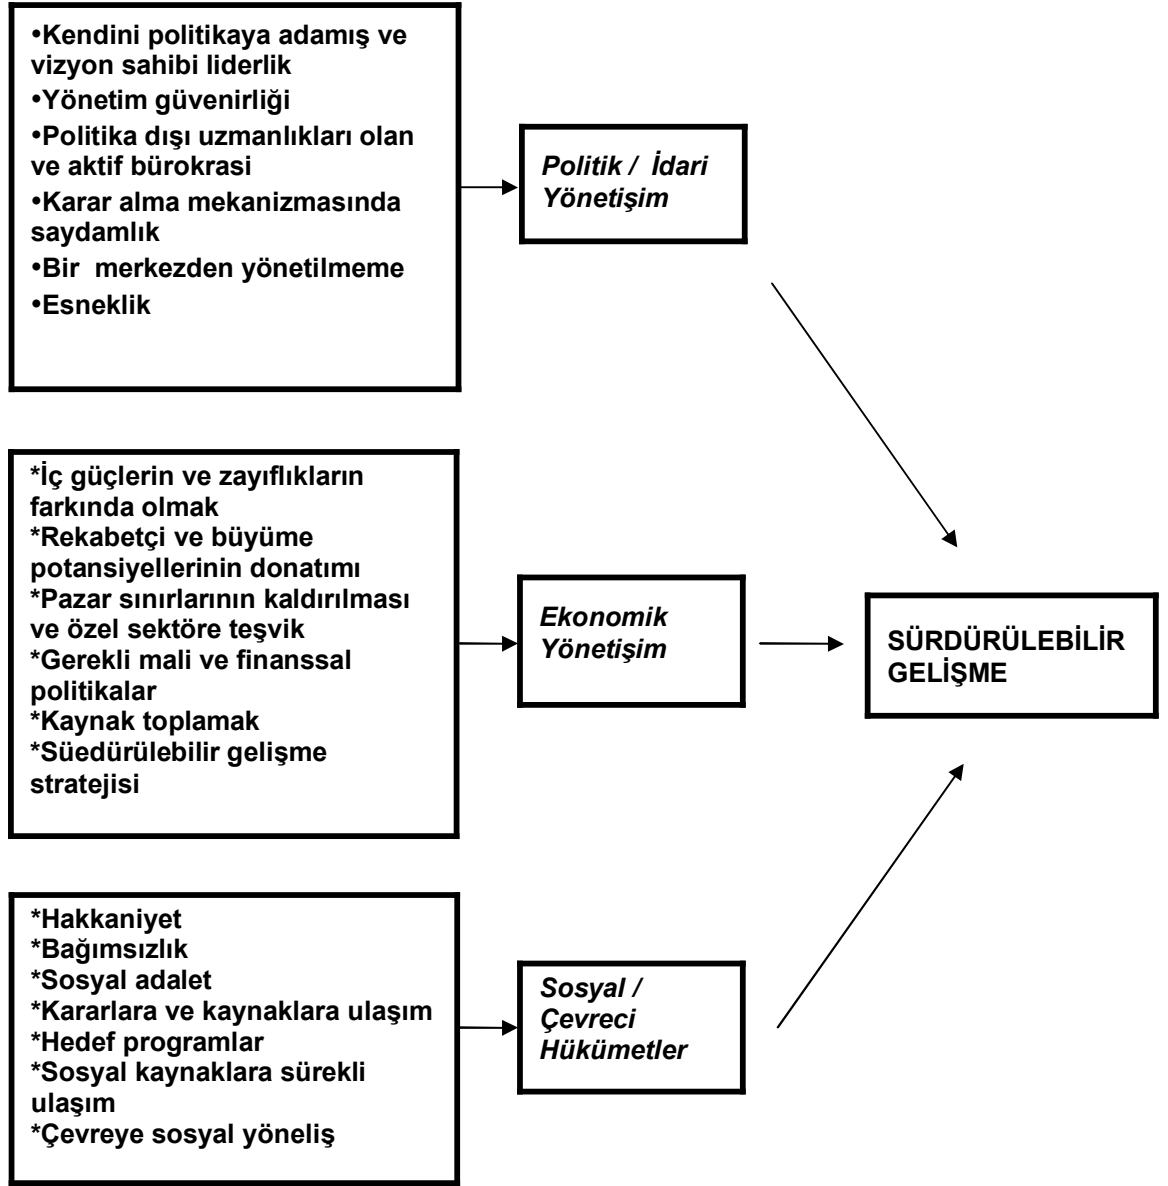 •Kendini politikaya adamış ve
vizyon sahibi liderlik
•Yönetim güvenirliği
•Politika dışı uzmanlıkları olan
ve aktif bürokrasi
•Karar alma mekanizmasında
saydamlık
•Bir merkezden yönetilmeme
•Esneklik
Politik / İdari
Yönetişim
*İç güçlerin ve zayıflıkların
farkında olmak
*Rekabetçi ve büyüme
potansiyellerinin donatımı
*Pazar sınırlarının kaldırılması
ve özel sektöre teşvik
*Gerekli mali ve finanssal
politikalar
*Kaynak toplamak
*Süedürülebilir gelişme
stratejisi
Ekonomik
Yönetişim
SÜRDÜRÜLEBİLİR
GELİŞME
*Hakkaniyet
*Bağımsızlık
*Sosyal adalet
*Kararlara ve kaynaklara ulaşım
*Hedef programlar
*Sosyal kaynaklara sürekli
ulaşım
*Çevreye sosyal yöneliş
Sosyal /
Çevreci
Hükümetler